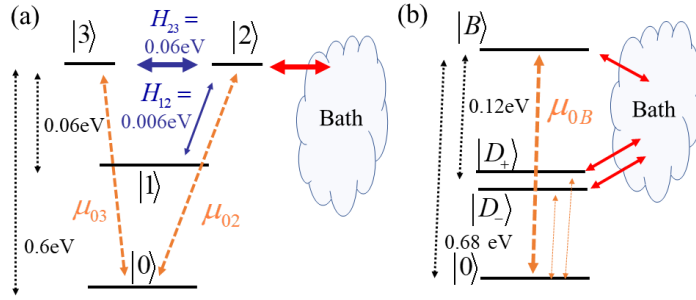 (a)
|3⟩
H₂₃ =
0.06eV
|2⟩
H₁₂ =
0.006eV
Bath
0.06eV
|1⟩
μ₀₃
μ₀₂
0.6eV
|0⟩
(b)
|B⟩
0.12eV
μ₀B
Bath
|D₊⟩
|D₋⟩
0.68 eV
|0⟩